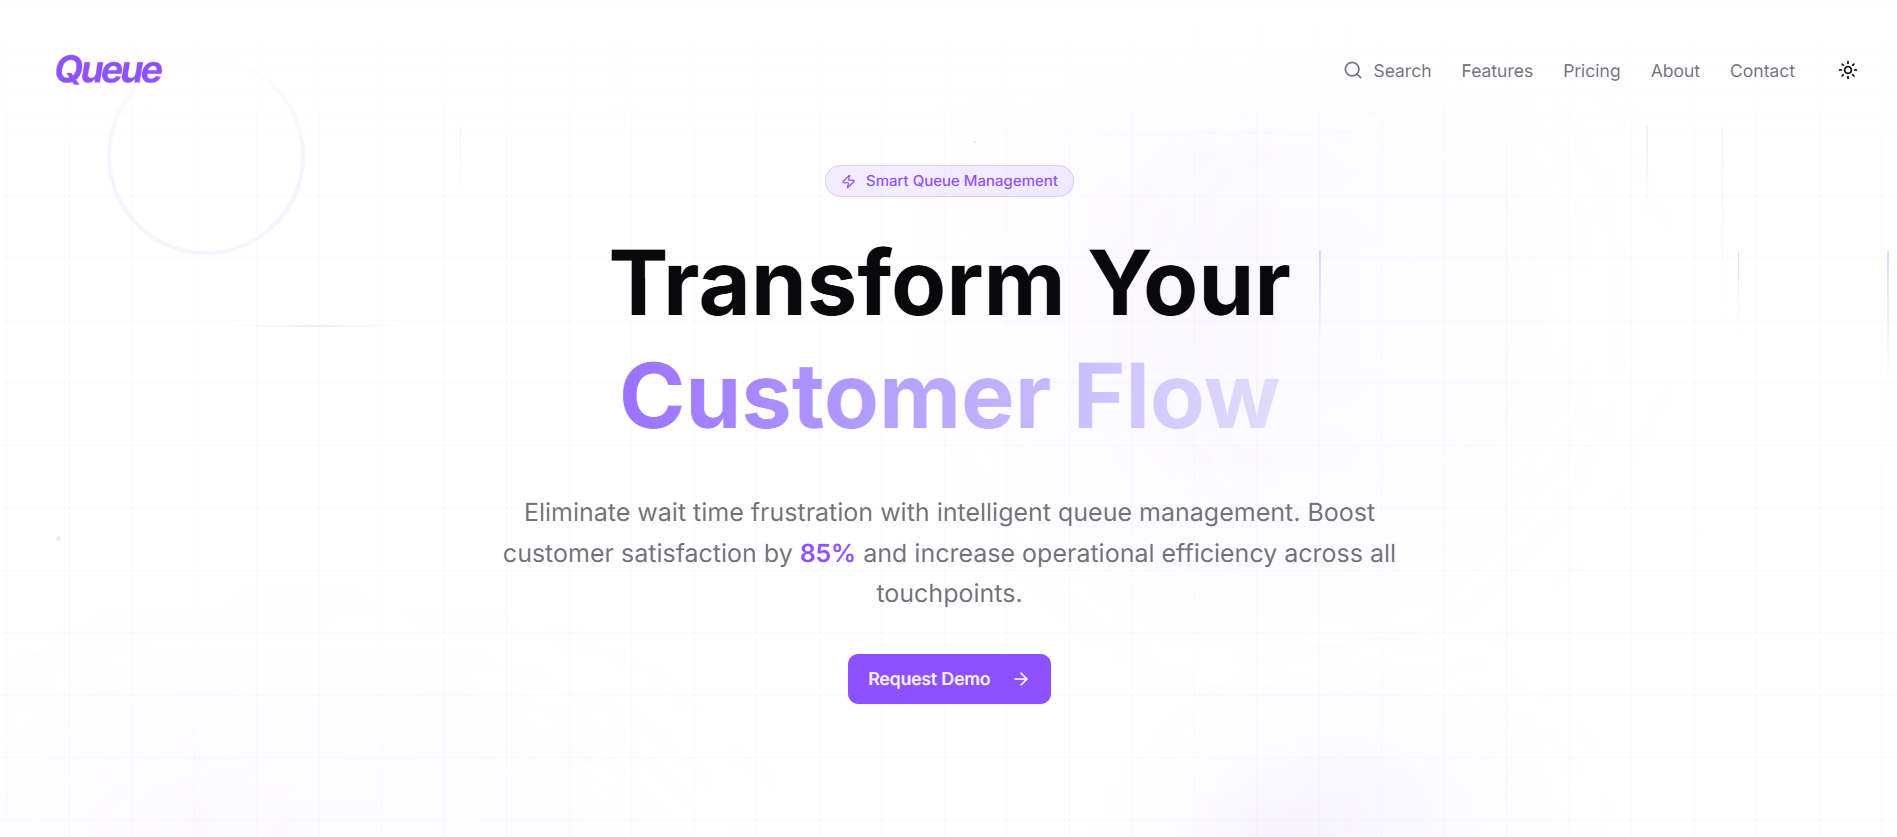 Queue
Search Features Pricing About Contact
Smart Queue Management
Transform Your
Customer Flow
Eliminate wait time frustration with intelligent queue management. Boost
customer satisfaction by 85% and increase operational efficiency across all
touchpoints.
Request Demo